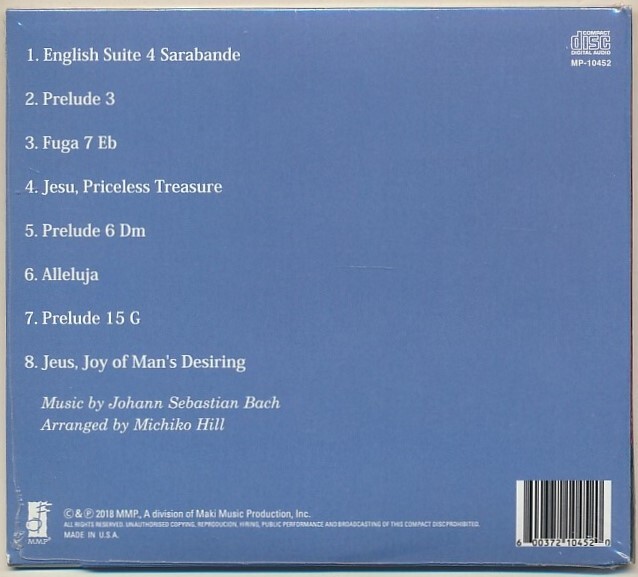 1. English Suite 4 Sarabande
COMPACT
disc
DIGITAL AUDIO
MP-10452
2. Prelude 3
3. Fuga 7 Eb
4. Jesu, Priceless Treasure
5. Prelude 6 Dm
6. Alleluja
7. Prelude 15 G
8. Jeus, Joy of Man's Desiring
Music by Johann Sebastian Bach
Arranged by Michiko Hill
M.M.P.
© & ℗ 2018 MMP., A division of Maki Music Production, Inc.
ALL RIGHTS RESERVED. UNAUTHORISED COPYING, REPRODUCION, HIRING, PUBLIC PERFORMANCE AND BROADCASTING OF THIS COMPACT DISC PROHIBITED.
MADE IN U.S.A.
6 00372 10452 0